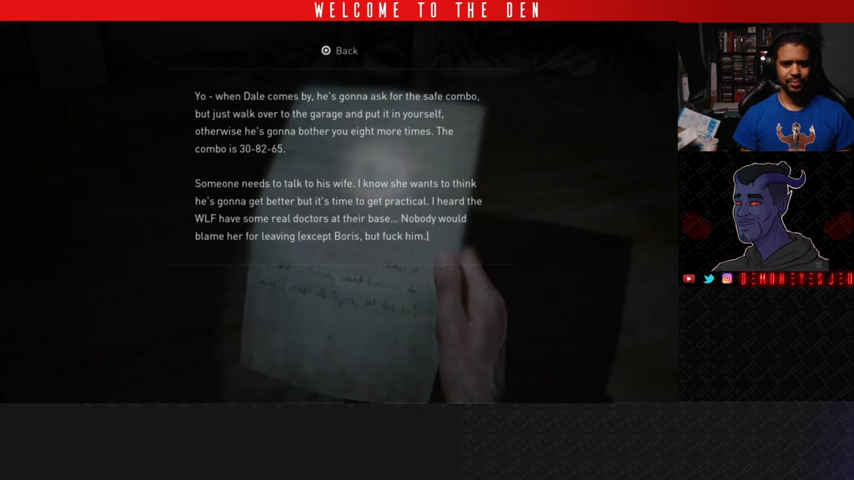 WELCOME TO THE DEN
Back
Yo - when Dale comes by, he's gonna ask for the safe combo,
but just walk over to the garage and put it in yourself,
otherwise he's gonna bother you eight more times. The
combo is 30-82-65.
Someone needs to talk to his wife. I know she wants to think
he's gonna get better but it's time to get practical. I heard the
WLF have some real doctors at their base... Nobody would
blame her for leaving (except Boris, but fuck him.)
DEMONEYESJED